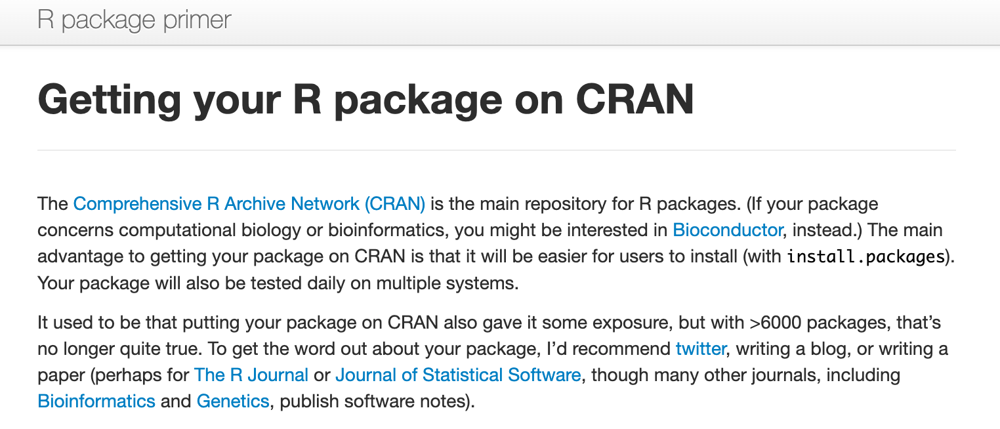 R package primer
Getting your R package on CRAN
The Comprehensive R Archive Network (CRAN) is the main repository for R packages. (If your package
concerns computational biology or bioinformatics, you might be interested in Bioconductor, instead.) The main
advantage to getting your package on CRAN is that it will be easier for users to install (with install.packages).
Your package will also be tested daily on multiple systems.
It used to be that putting your package on CRAN also gave it some exposure, but with >6000 packages, that’s
no longer quite true. To get the word out about your package, I’d recommend twitter, writing a blog, or writing a
paper (perhaps for The R Journal or Journal of Statistical Software, though many other journals, including
Bioinformatics and Genetics, publish software notes).